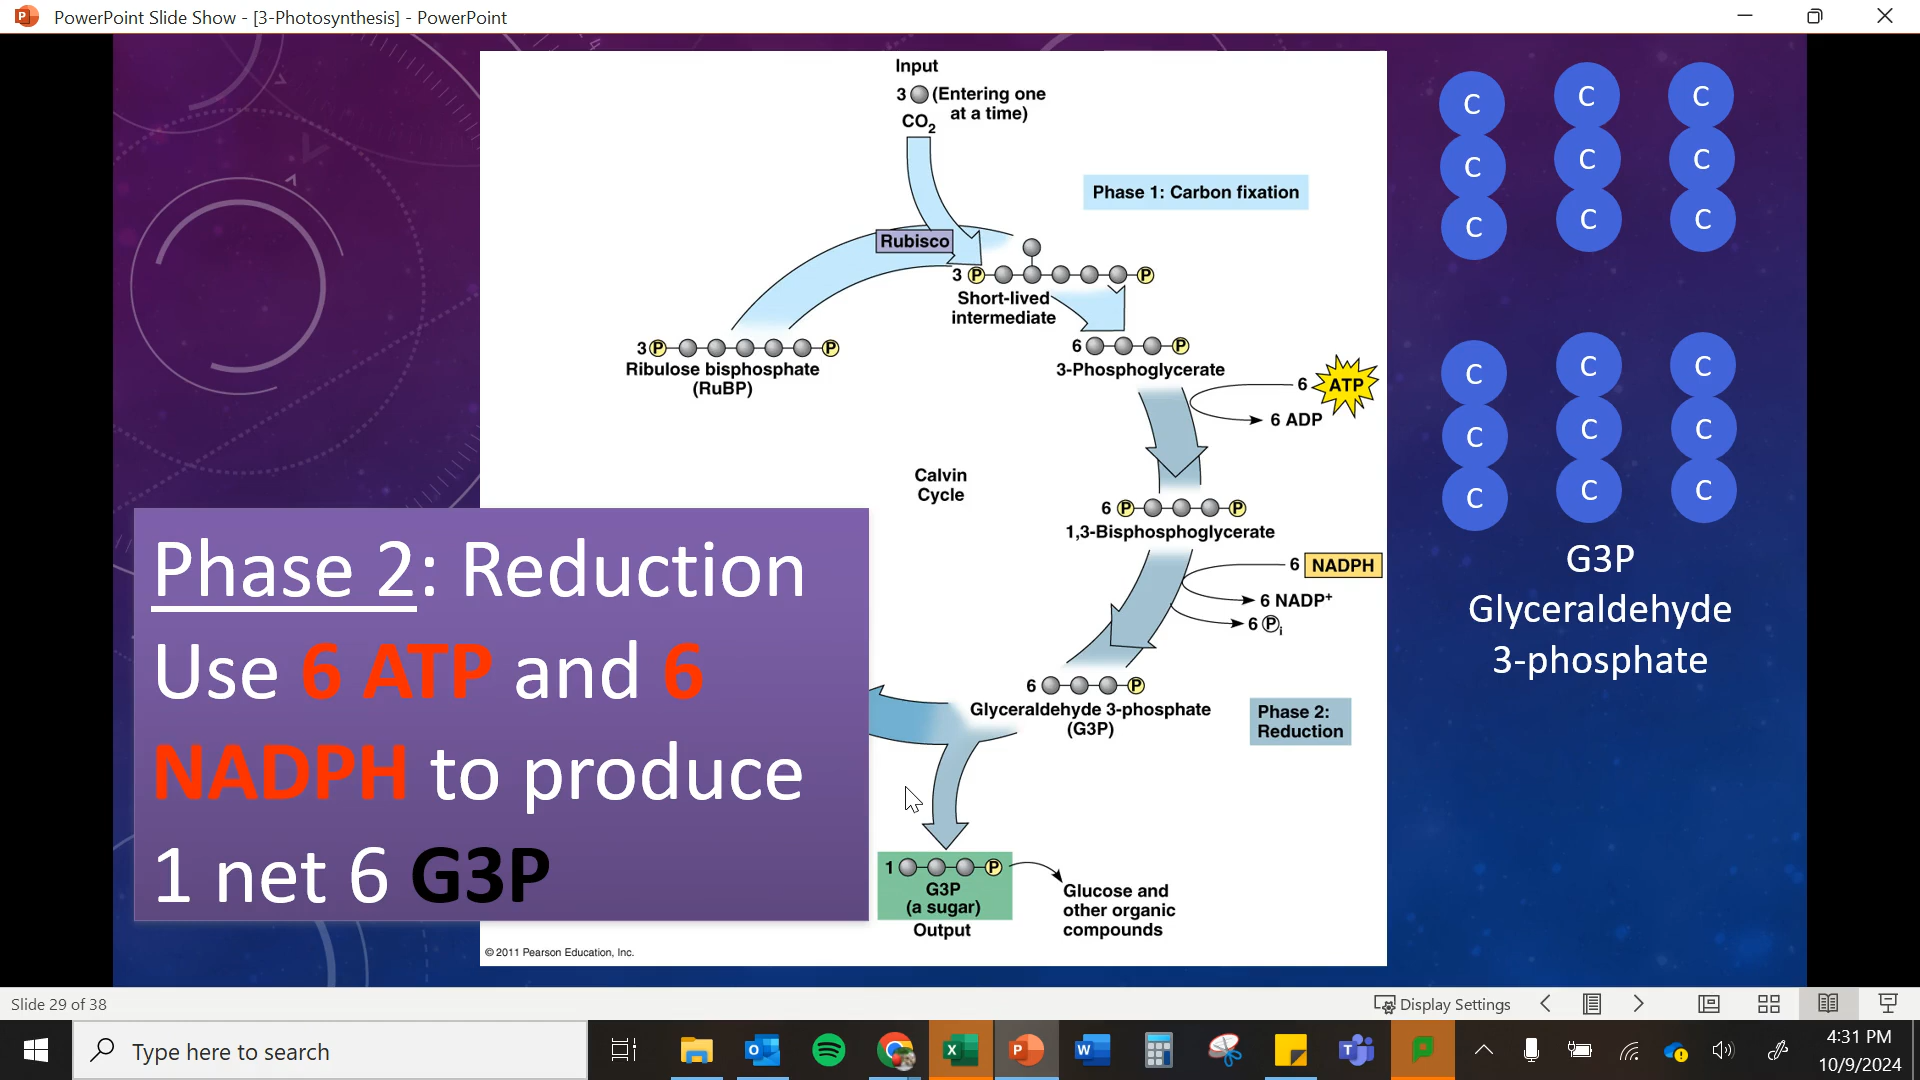 PowerPoint Slide Show - [3-Photosynthesis] - PowerPoint
Input
3 (Entering one
at a time)
CO₂
Phase 1: Carbon fixation
Rubisco
3 P P
Short-lived
intermediate
3 P P
Ribulose bisphosphate
(RuBP)
6 P
3-Phosphoglycerate
6 ATP
6 ADP
Calvin
Cycle
6 P P
1,3-Bisphosphoglycerate
6 NADPH
6 NADP⁺
6 Pᵢ
6 P
Glyceraldehyde 3-phosphate
(G3P)
Phase 2:
Reduction
1 P
G3P
(a sugar)
Output
Glucose and
other organic
compounds
© 2011 Pearson Education, Inc.
Phase 2: Reduction
Use 6 ATP and 6
NADPH to produce
1 net 6 G3P
C C C
C C C
C C C
C C C
C C C
C C C
G3P
Glyceraldehyde
3-phosphate
Slide 29 of 38
Display Settings
Type here to search
4:31 PM
10/9/2024